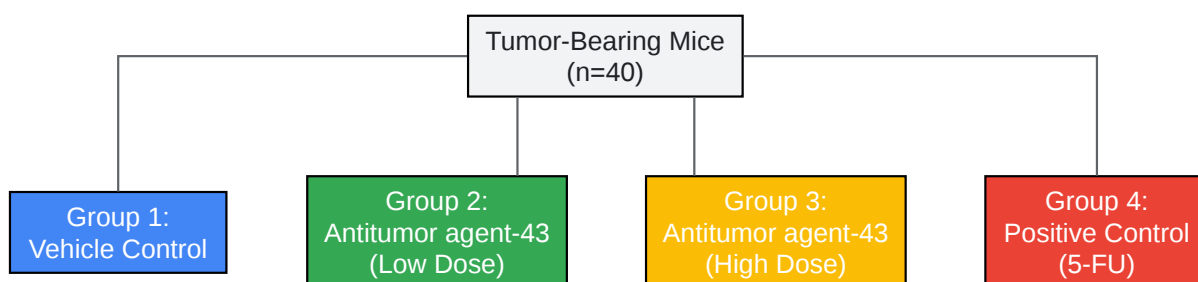 Tumor-Bearing Mice
(n=40)
Group 1:
Vehicle Control
Group 2:
Antitumor agent-43
(Low Dose)
Group 3:
Antitumor agent-43
(High Dose)
Group 4:
Positive Control
(5-FU)